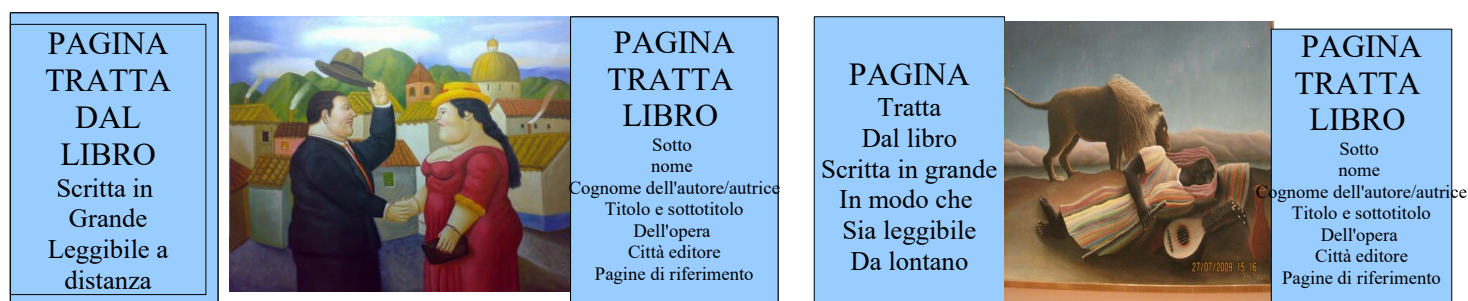 PAGINA
TRATTA
DAL
LIBRO
Scritta in
Grande
Leggibile a
distanza
PAGINA
TRATTA
LIBRO
Sotto
nome
Cognome dell'autore/autrice
Titolo e sottotitolo
Dell'opera
Città editore
Pagine di riferimento
PAGINA
Tratta
Dal libro
Scritta in grande
In modo che
Sia leggibile
Da lontano
27/07/2009 15 16
PAGINA
TRATTA
LIBRO
Sotto
nome
Cognome dell'autore/autrice
Titolo e sottotitolo
Dell'opera
Città editore
Pagine di riferimento